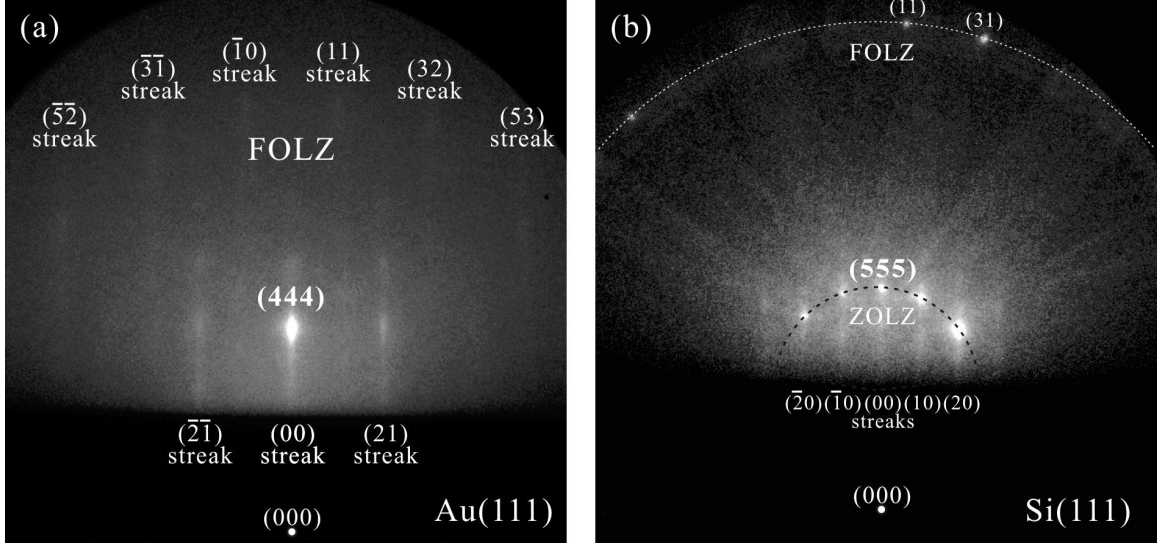 (a)
(3̅1̅)
streak
(1̅0)
streak
(11)
streak
(32)
streak
(5̅2̅)
streak
(53)
streak
FOLZ
(444)
(2̅1̅)
streak
(00)
streak
(21)
streak
(000)
Au(111)
(b)
(11)
(31)
FOLZ
(555)
ZOLZ
(2̅0)(1̅0)(00)(10)(20)
streaks
(000)
Si(111)